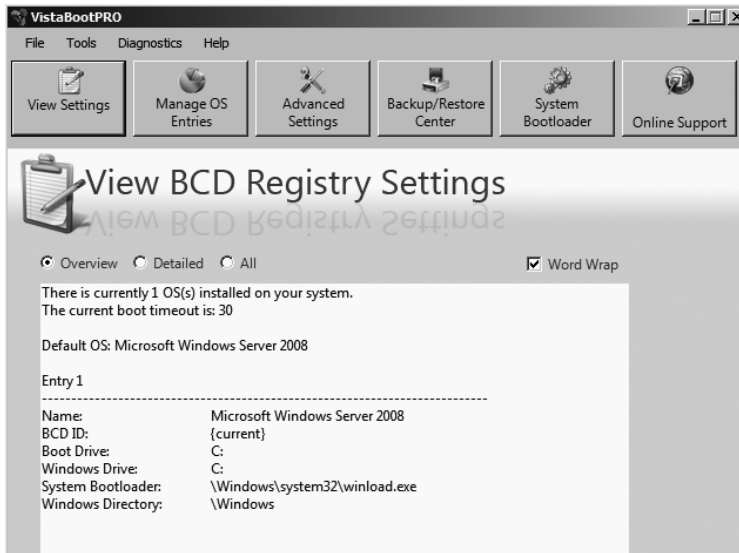 VistaBootPRO
File Tools Diagnostics Help
View Settings
Manage OS
Entries
Advanced
Settings
Backup/Restore
Center
System
Bootloader
Online Support
View BCD Registry Settings
Overview Detailed All Word Wrap
There is currently 1 OS(s) installed on your system.
The current boot timeout is: 30
Default OS: Microsoft Windows Server 2008
Entry 1
--------------------------------------------------------------------------------
Name: Microsoft Windows Server 2008
BCD ID: {current}
Boot Drive: C:
Windows Drive: C:
System Bootloader: \Windows\system32\winload.exe
Windows Directory: \Windows